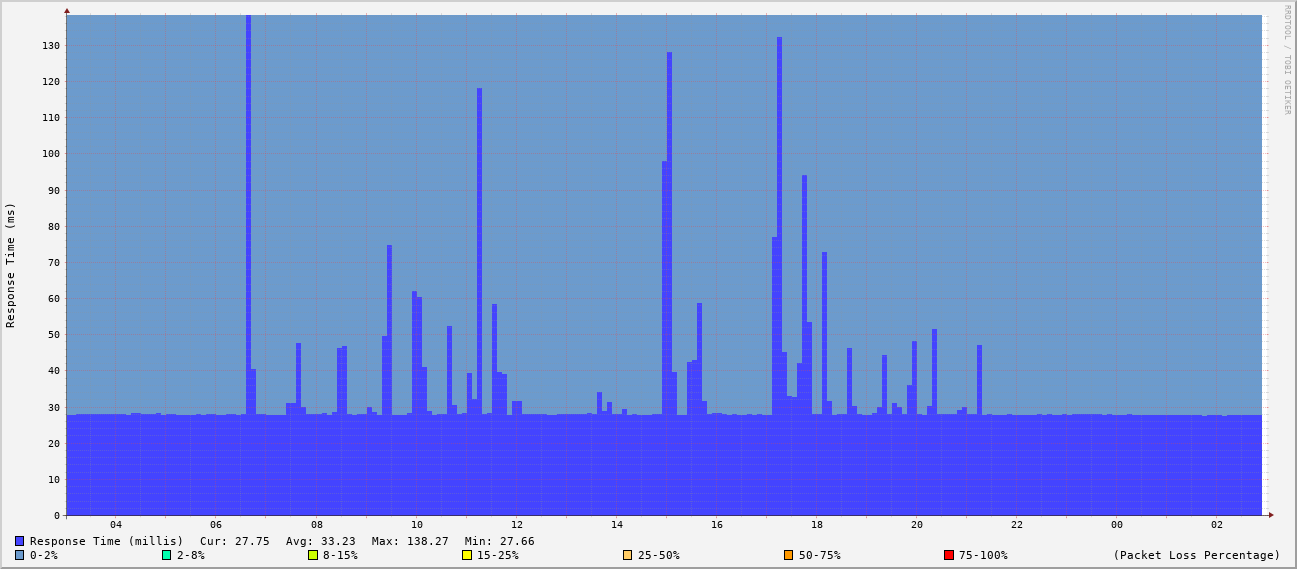 RRDTOOL / TOBI OETIKER
Response Time (ms)
130
120
110
100
90
80
70
60
50
40
30
20
10
0
04 06 08 10 12 14 16 18 20 22 00 02
Response Time (millis) Cur: 27.75 Avg: 33.23 Max: 138.27 Min: 27.66
0-2% 2-8% 8-15% 15-25% 25-50% 50-75% 75-100% (Packet Loss Percentage)